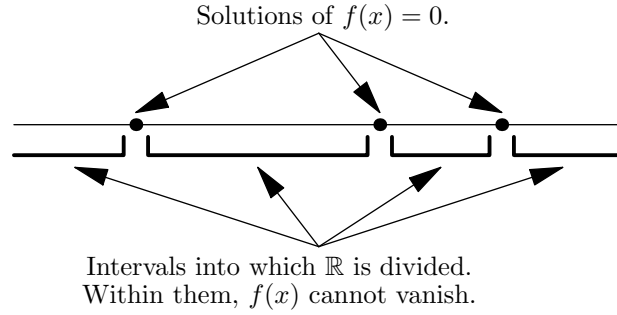 Solutions of f(x) = 0.
Intervals into which ℝ is divided.
Within them, f(x) cannot vanish.